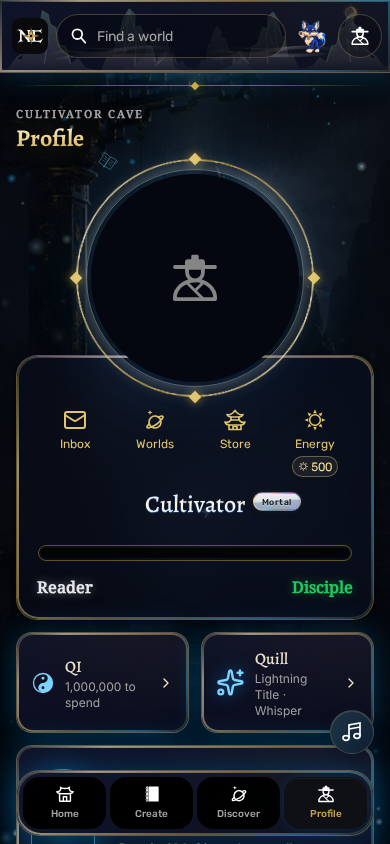 NE
Find a world
CULTIVATOR CAVE
Profile
Inbox
Worlds
Store
Energy
500
Cultivator
Mortal
Reader
Disciple
QI
1,000,000 to
spend
Quill
Lightning
Title ·
Whisper
Home
Create
Discover
Profile